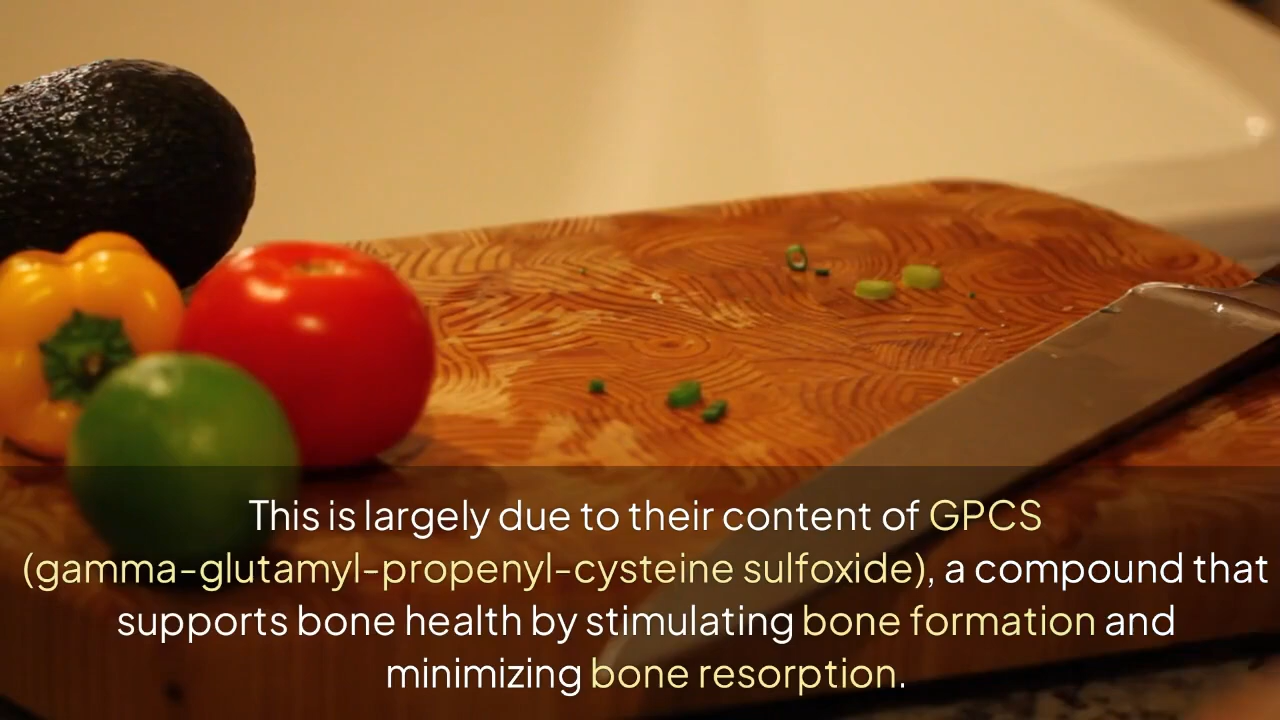 This is largely due to their content of GPCS
(gamma-glutamyl-propenyl-cysteine sulfoxide), a compound that
supports bone health by stimulating bone formation and
minimizing bone resorption.